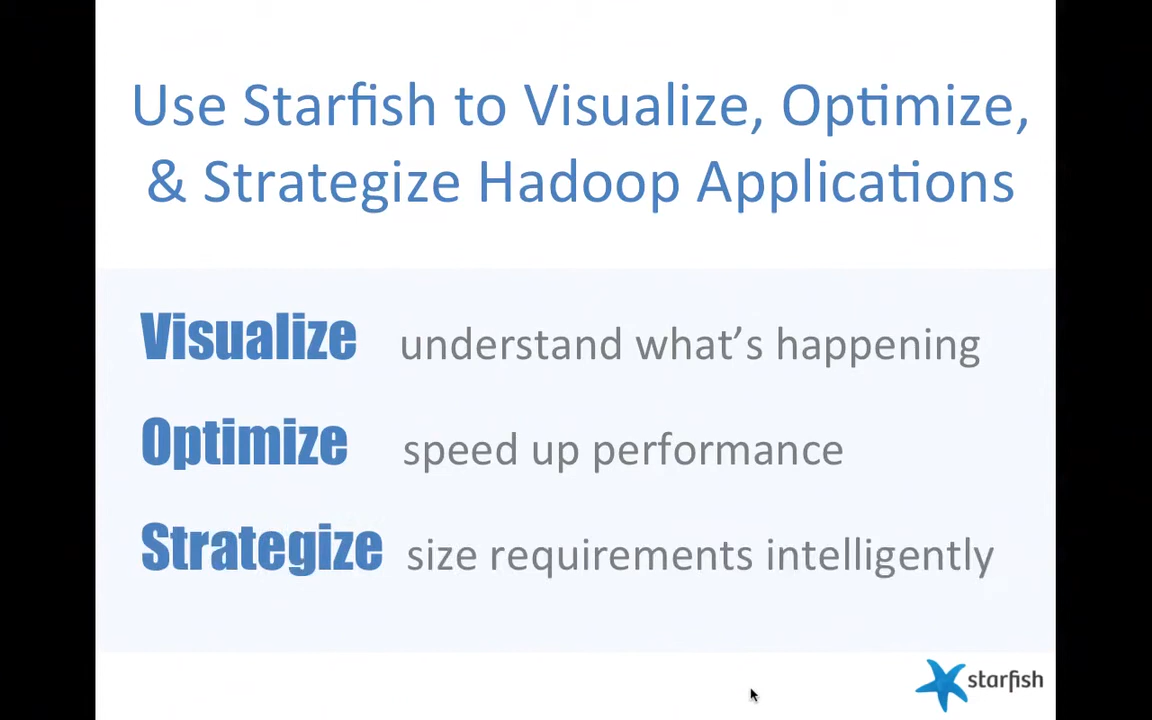 Use Starfish to Visualize, Optimize,
& Strategize Hadoop Applications
Visualize understand what’s happening
Optimize speed up performance
Strategize size requirements intelligently
starfish